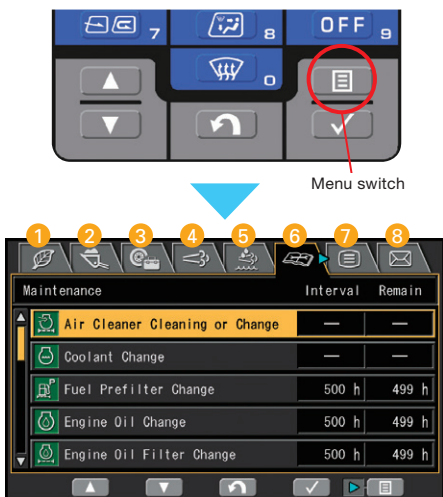 7 8 OFF 9
0
Menu switch
1 2 3 4 5 6 7 8
Maintenance Interval Remain
Air Cleaner Cleaning or Change — —
Coolant Change — —
Fuel Prefilter Change 500 h 499 h
Engine Oil Change 500 h 499 h
Engine Oil Filter Change 500 h 499 h